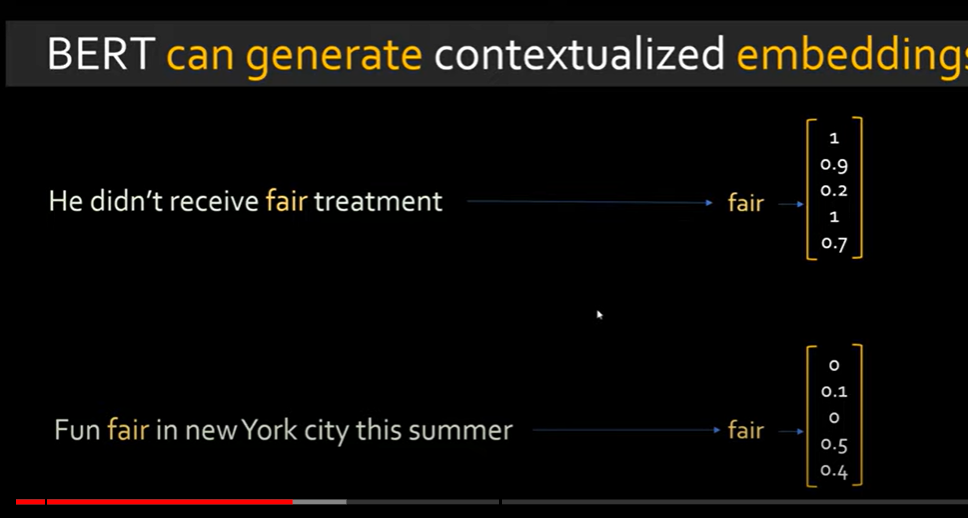 BERT can generate contextualized embeddings
He didn't receive fair treatment
fair
1
0.9
0.2
1
0.7
Fun fair in new York city this summer
fair
0
0.1
0
0.5
0.4